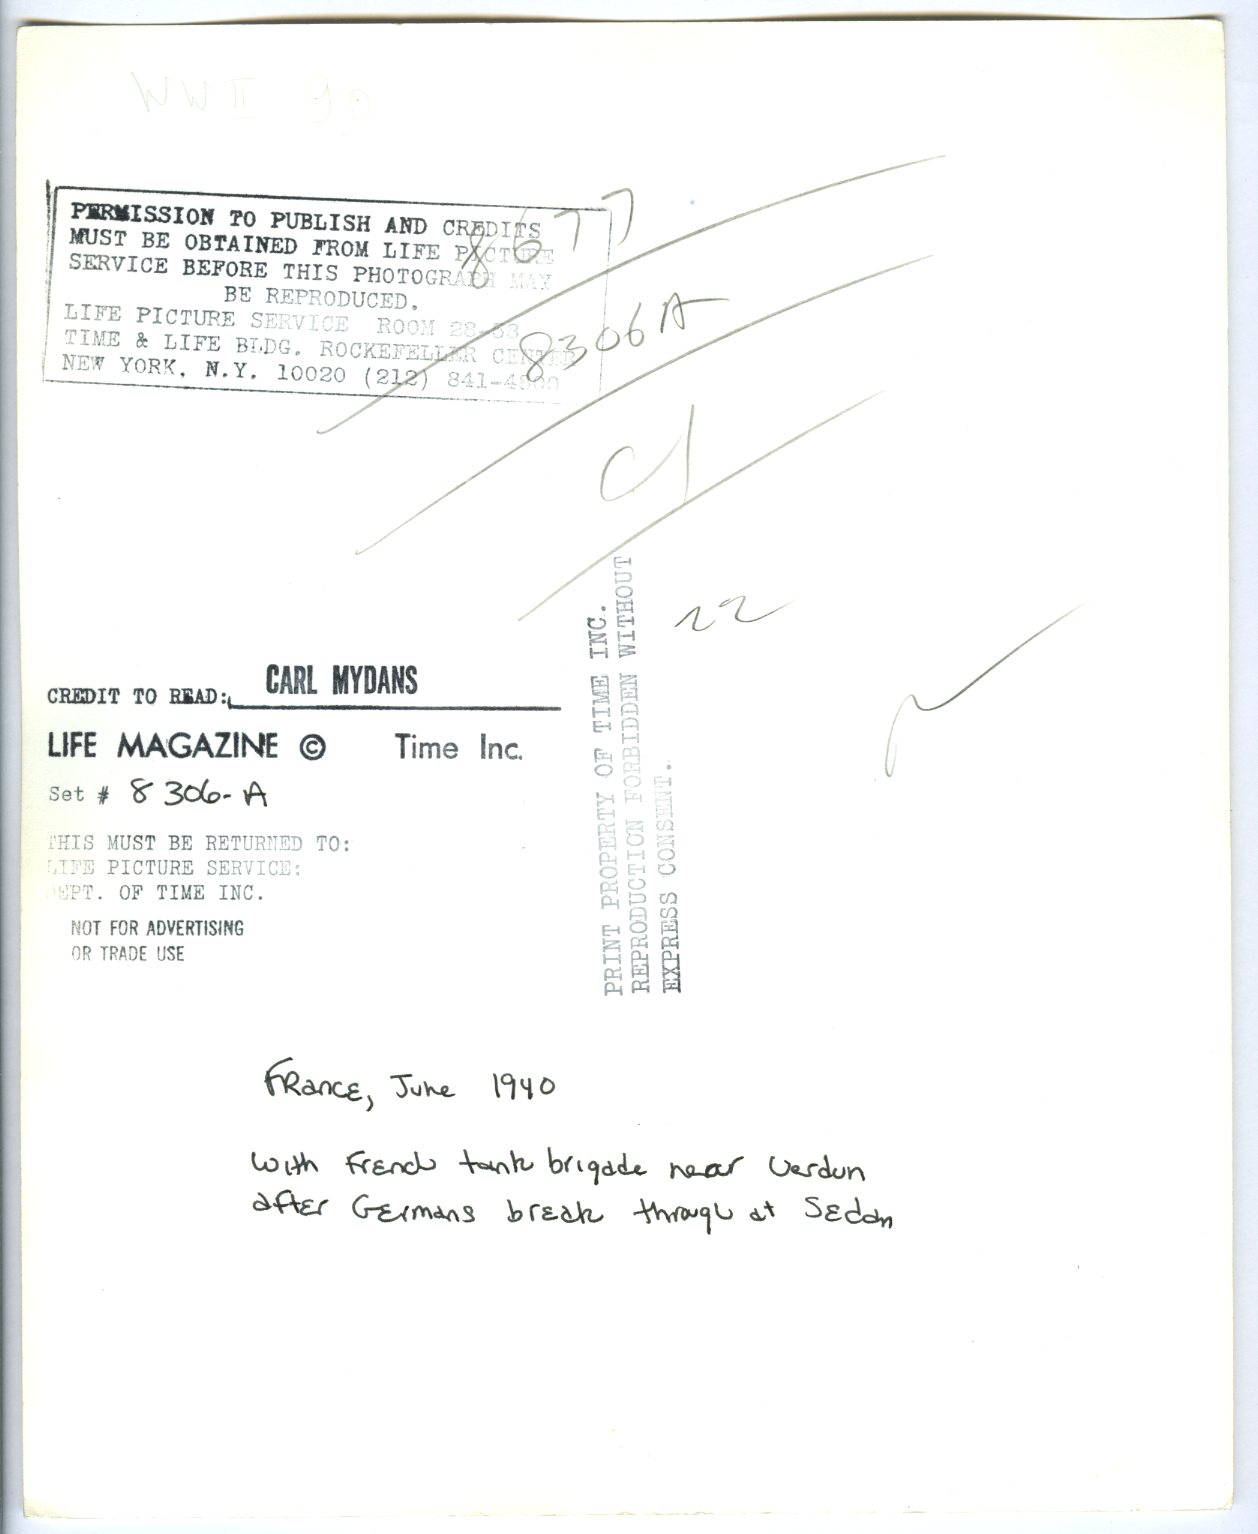 WW II
PERMISSION TO PUBLISH AND CREDITS
MUST BE OBTAINED FROM LIFE PICTURE
SERVICE BEFORE THIS PHOTOGRAPH MAY
BE REPRODUCED.
LIFE PICTURE SERVICE ROOM 28-58
TIME & LIFE BLDG. ROCKEFELLER CENTER
NEW YORK, N.Y. 10020 (212) 841-4800
8677
8306A
22
CREDIT TO READ: CARL MYDANS
LIFE MAGAZINE © Time Inc.
Set # 8306-A
THIS MUST BE RETURNED TO:
LIFE PICTURE SERVICE:
DEPT. OF TIME INC.
NOT FOR ADVERTISING
OR TRADE USE
PRINT PROPERTY OF TIME INC.
REPRODUCTION FORBIDDEN WITHOUT
EXPRESS CONSENT.
France, June 1940
with French tank brigade near Verdun
after Germans break through at Sedan